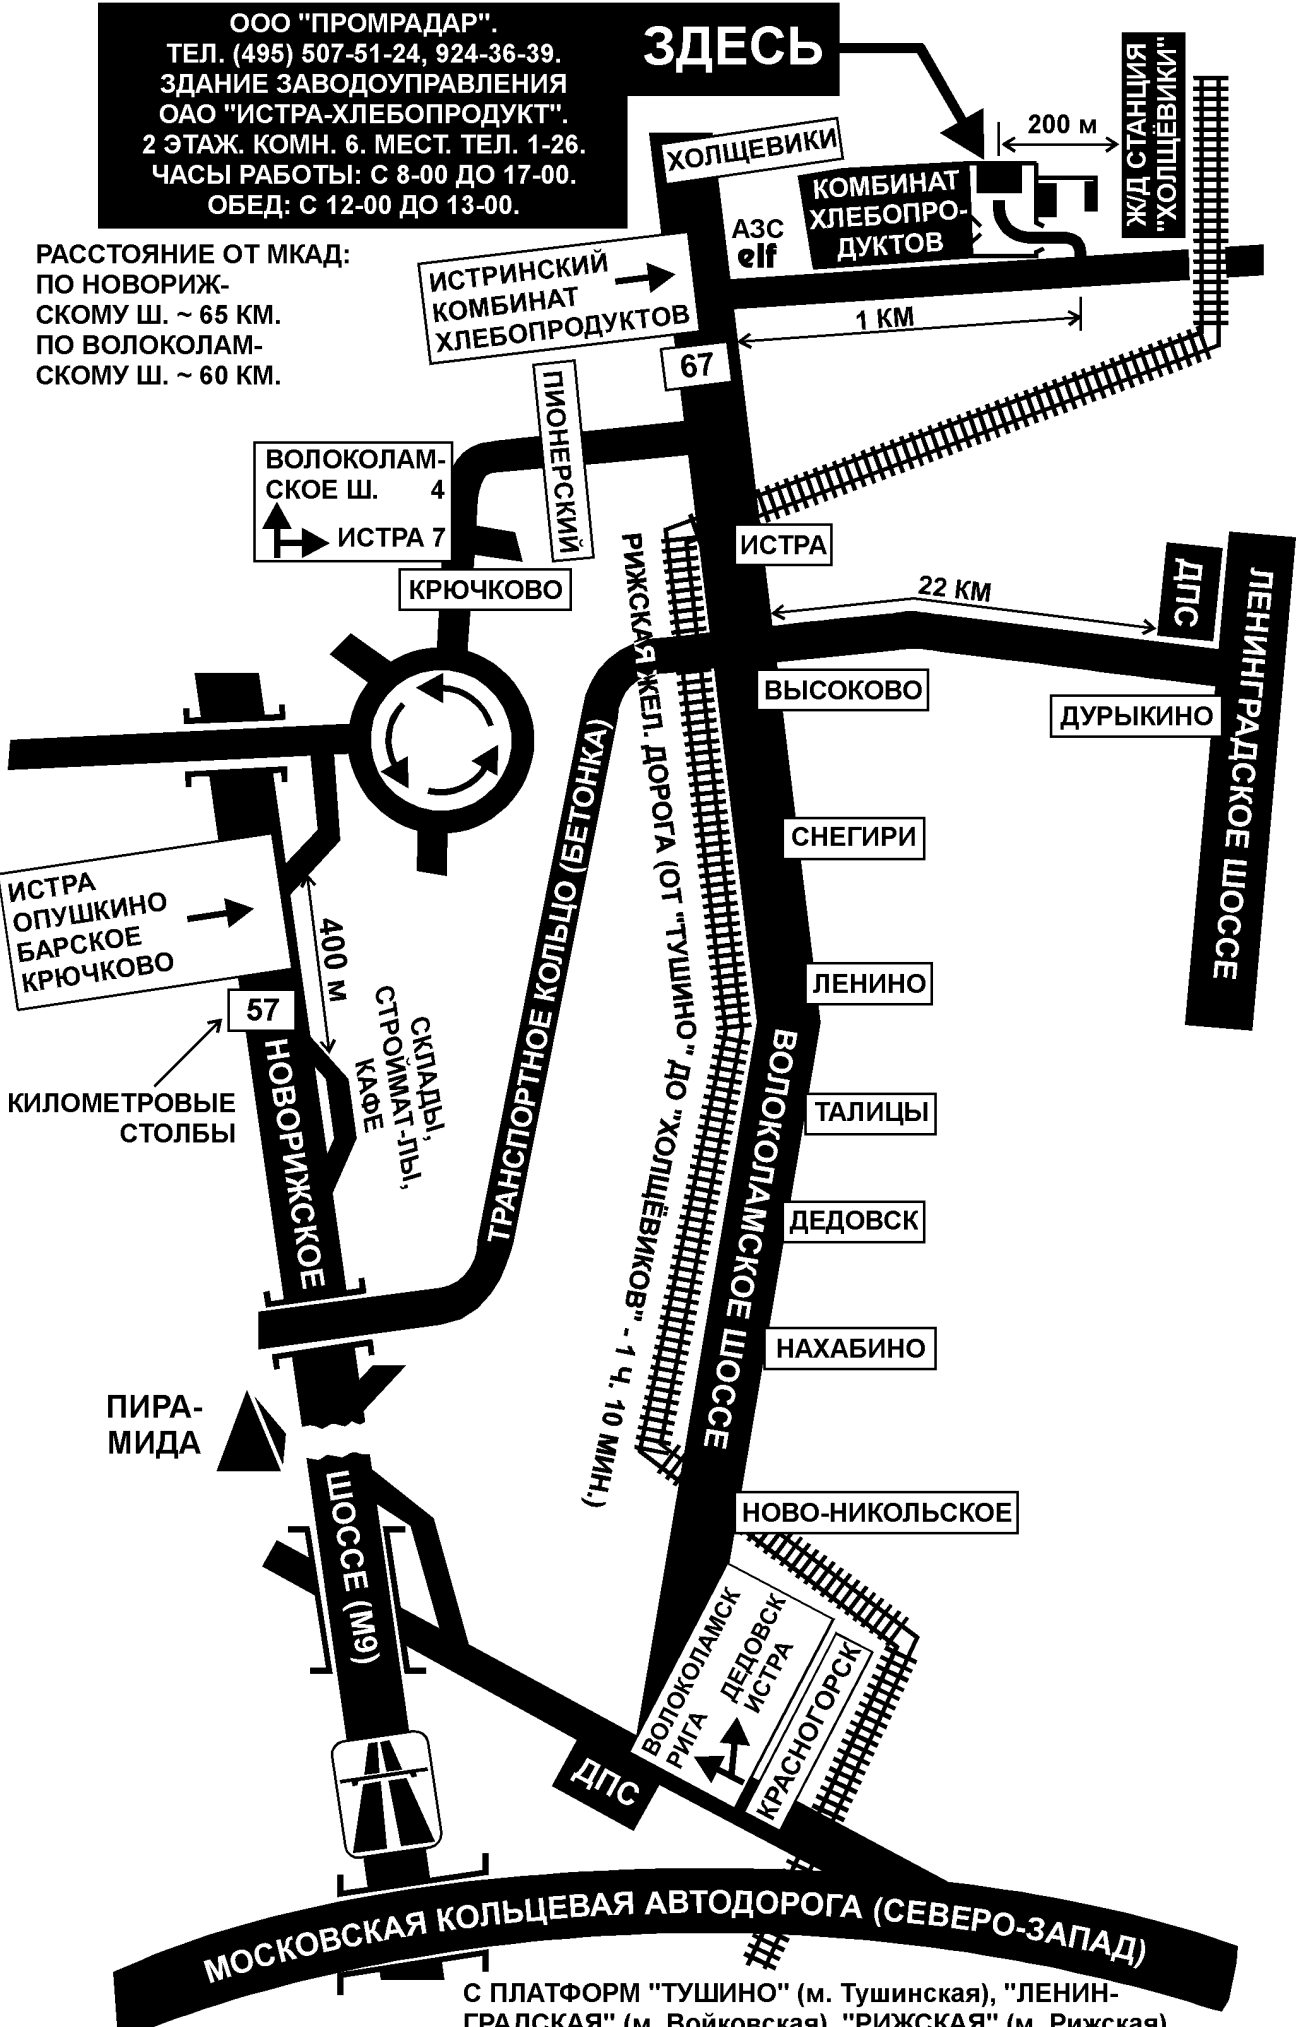 ООО "ПРОМРАДАР".
ТЕЛ. (495) 507-51-24, 924-36-39.
ЗДАНИЕ ЗАВОДОУПРАВЛЕНИЯ
ОАО "ИСТРА-ХЛЕБОПРОДУКТ".
2 ЭТАЖ. КОМН. 6. МЕСТ. ТЕЛ. 1-26.
ЧАСЫ РАБОТЫ: С 8-00 ДО 17-00.
ОБЕД: С 12-00 ДО 13-00.
ЗДЕСЬ
Ж/Д СТАНЦИЯ
"ХОЛЩЁВИКИ"
200 м
ХОЛЩЕВИКИ
КОМБИНАТ
ХЛЕБОПРО-
ДУКТОВ
АЗС
elf
РАССТОЯНИЕ ОТ МКАД:
ПО НОВОРИЖ-
СКОМУ Ш. ~ 65 КМ.
ПО ВОЛОКОЛАМ-
СКОМУ Ш. ~ 60 КМ.
ИСТРИНСКИЙ
КОМБИНАТ
ХЛЕБОПРОДУКТОВ
1 КМ
67
ПИОНЕРСКИЙ
ВОЛОКОЛАМ-
СКОЕ Ш. 4
ИСТРА 7
КРЮЧКОВО
ИСТРА
22 КМ
ДПС
ЛЕНИНГРАДСКОЕ ШОССЕ
ВЫСОКОВО
ДУРЫКИНО
РИЖСКАЯ ЖЕЛ. ДОРОГА (ОТ "ТУШИНО" ДО "ХОЛЩЁВИКОВ" - 1 Ч. 10 МИН.)
ТРАНСПОРТНОЕ КОЛЬЦО (БЕТОНКА)
СНЕГИРИ
ИСТРА
ОПУШКИНО
БАРСКОЕ
КРЮЧКОВО
400 М
57
КИЛОМЕТРОВЫЕ
СТОЛБЫ
СКЛАДЫ,
СТРОЙМАТ-ЛЫ,
КАФЕ
ЛЕНИНО
ВОЛОКОЛАМСКОЕ ШОССЕ
ТАЛИЦЫ
ДЕДОВСК
НАХАБИНО
НОВОРИЖСКОЕ
ШОССЕ (М9)
ПИРА-
МИДА
НОВО-НИКОЛЬСКОЕ
ВОЛОКОЛАМСК
РИГА
ДЕДОВСК
ИСТРА
КРАСНОГОРСК
ДПС
МОСКОВСКАЯ КОЛЬЦЕВАЯ АВТОДОРОГА (СЕВЕРО-ЗАПАД)
С ПЛАТФОРМ "ТУШИНО" (м. Тушинская), "ЛЕНИН-
ГРАДСКАЯ" (м. Войковская), "РИЖСКАЯ" (м. Рижская)